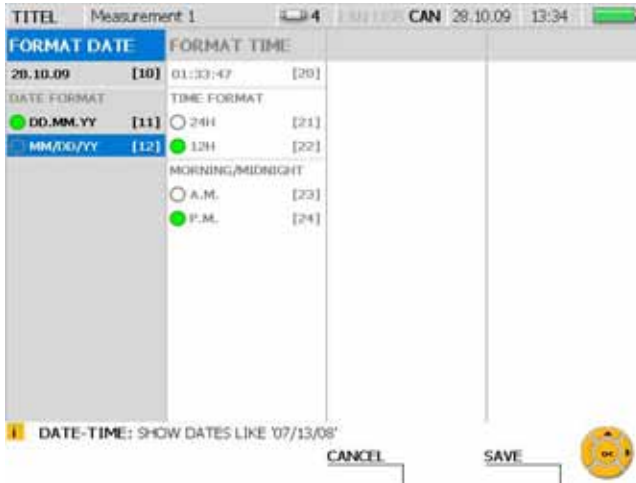 TITEL Measurement 1 4 CAN 28.10.09 13:34
FORMAT DATE FORMAT TIME
28.10.09 [10] 01:33:47 [20]
DATE FORMAT TIME FORMAT
DD.MM.YY [11] 24H [21]
MM/DD/YY [12] 12H [22]
MORNING/MIDNIGHT
A.M. [23]
P.M. [24]
i DATE-TIME: SHOW DATES LIKE '07/13/08'
CANCEL SAVE
OK